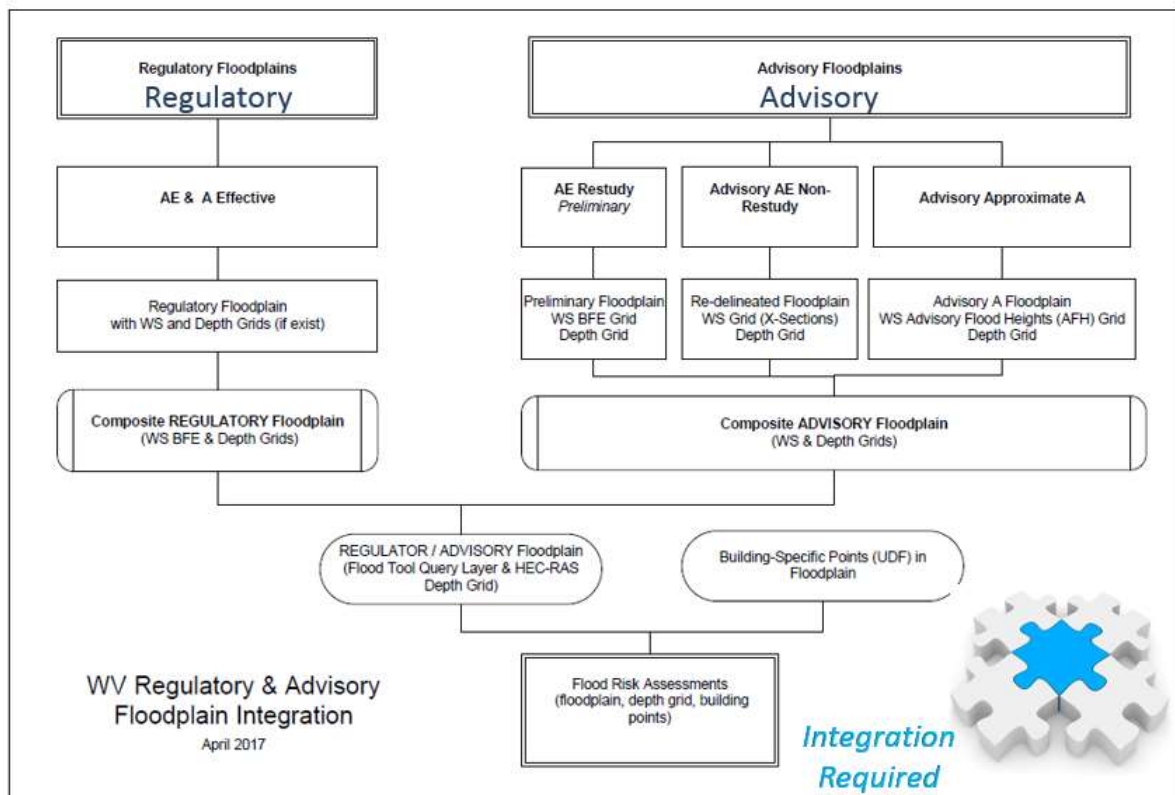 Regulatory Floodplains
Regulatory
Advisory Floodplains
Advisory
AE & A Effective
AE Restudy
Preliminary
Advisory AE Non-
Restudy
Advisory Approximate A
Regulatory Floodplain
with WS and Depth Grids (if exist)
Preliminary Floodplain
WS BFE Grid
Depth Grid
Re-delineated Floodplain
WS Grid (X-Sections)
Depth Grid
Advisory A Floodplain
WS Advisory Flood Heights (AFH) Grid
Depth Grid
Composite REGULATORY Floodplain
(WS BFE & Depth Grids)
Composite ADVISORY Floodplain
(WS & Depth Grids)
REGULATOR / ADVISORY Floodplain
(Flood Tool Query Layer & HEC-RAS
Depth Grid)
Building-Specific Points (UDF) in
Floodplain
Flood Risk Assessments
(floodplain, depth grid, building
points)
WV Regulatory & Advisory
Floodplain Integration
April 2017
Integration
Required